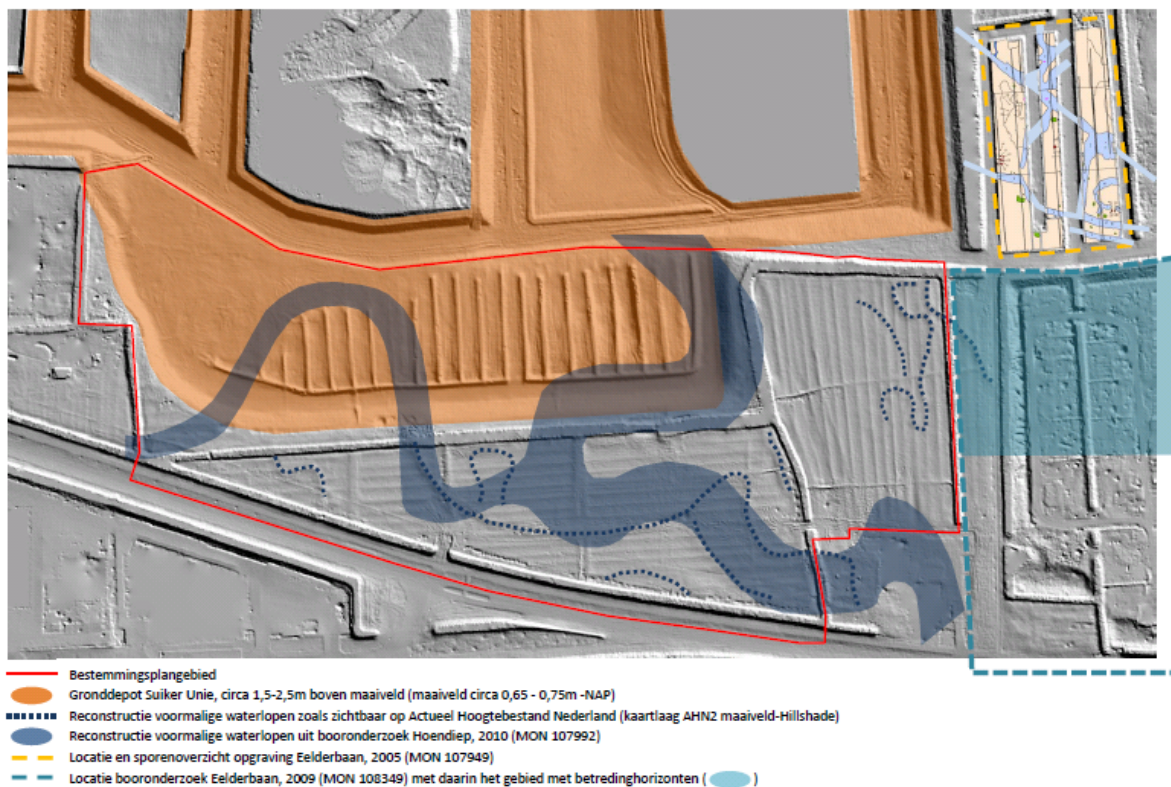 Bestemmingsplangebied
Gronddepot Suiker Unie, circa 1,5-2,5m boven maaiveld (maaiveld circa 0,65 - 0,75m -NAP)
Reconstructie voormalige waterlopen zoals zichtbaar op Actueel Hoogtebestand Nederland (kaartlaag AHN2 maaiveld-Hillshade)
Reconstructie voormalige waterlopen uit booronderzoek Hoendiep, 2010 (MON 107992)
Locatie en sporenoverzicht opgraving Eelderbaan, 2005 (MON 107949)
Locatie booronderzoek Eelderbaan, 2009 (MON 108349) met daarin het gebied met betredinghorizonten ( )